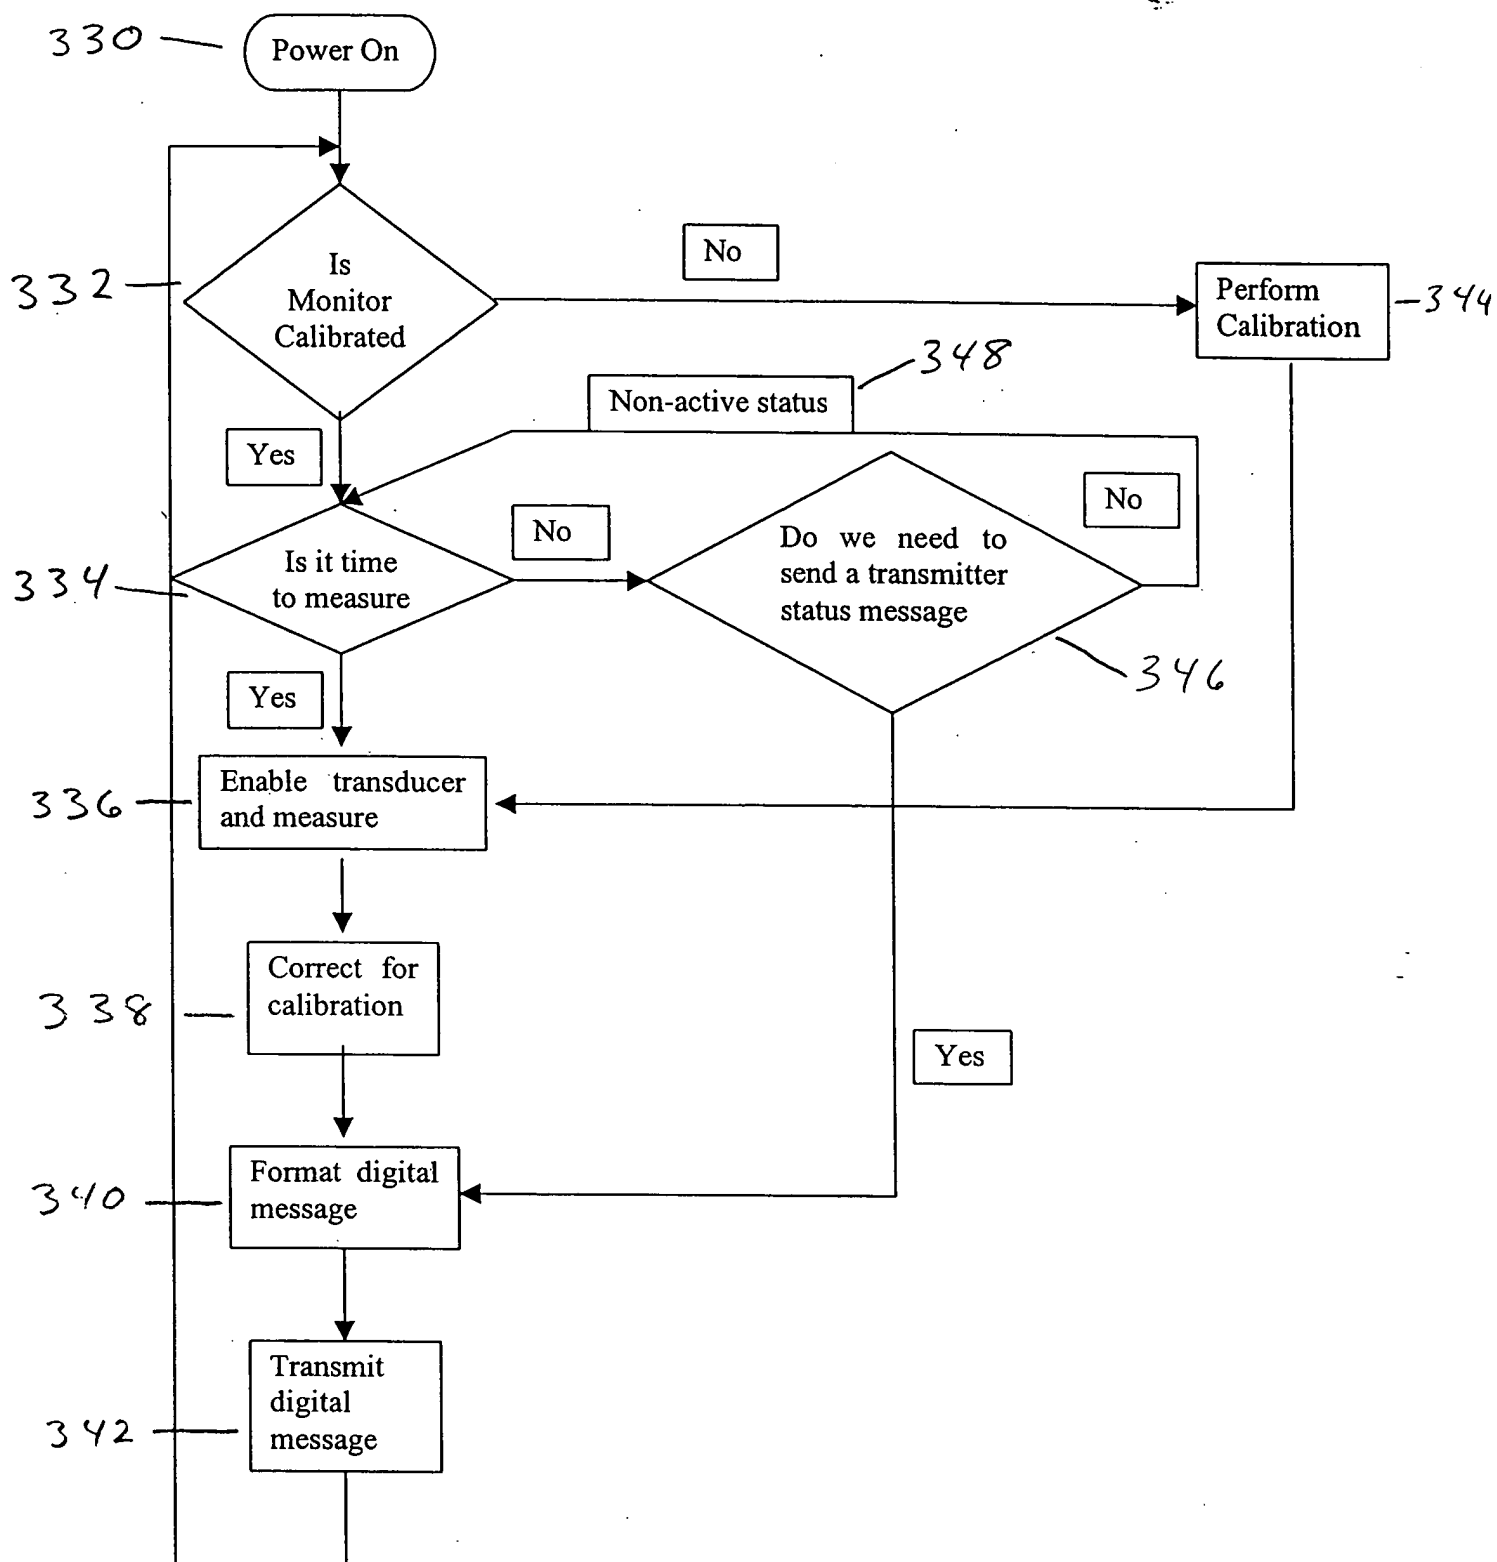 330
Power On
332
Is
Monitor
Calibrated
No
Perform
Calibration
344
348
Non-active status
Yes
No
334
Is it time
to measure
No
Do we need to
send a transmitter
status message
346
Yes
336
Enable transducer
and measure
338
Correct for
calibration
Yes
340
Format digital
message
342
Transmit
digital
message